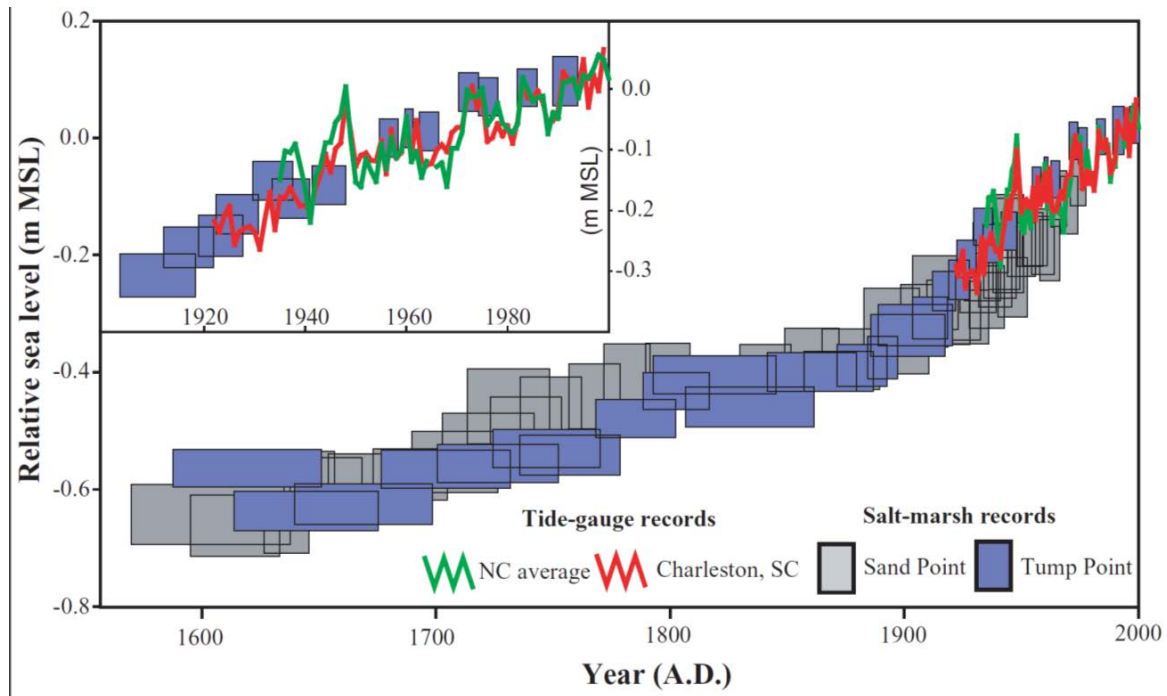 0.2
0.0
-0.2
-0.4
-0.6
-0.8
Relative sea level (m MSL)
0.0
-0.1
-0.2
-0.3
(m MSL)
1920 1940 1960 1980
Tide-gauge records Salt-marsh records
NC average Charleston, SC Sand Point Tump Point
1600 1700 1800 1900 2000
Year (A.D.)